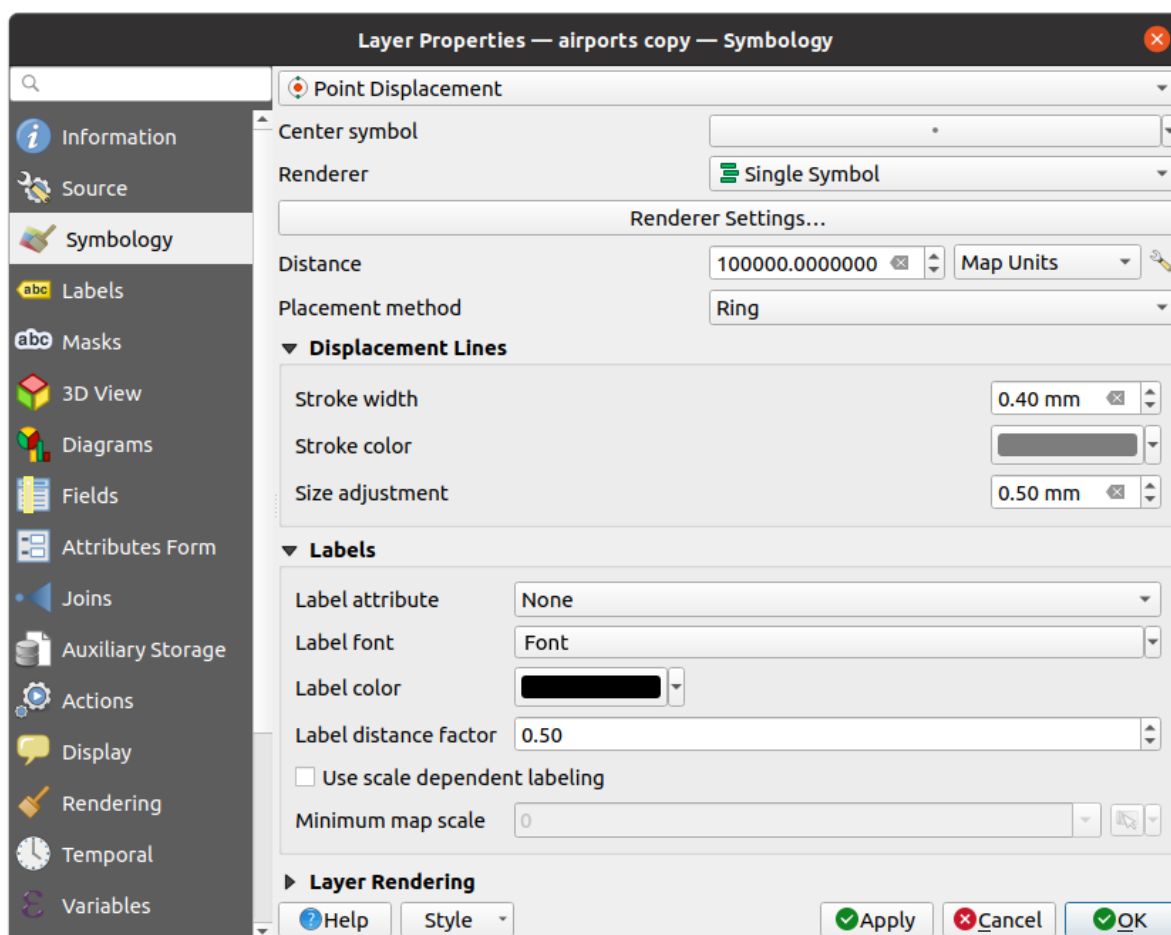 Layer Properties — airports copy — Symbology
Point Displacement
Information
Source
Symbology
abc Labels
abc Masks
3D View
Diagrams
Fields
Attributes Form
Joins
Auxiliary Storage
Actions
Display
Rendering
Temporal
Variables
Center symbol
Renderer Single Symbol
Renderer Settings...
Distance 100000.0000000 Map Units
Placement method Ring
Displacement Lines
Stroke width 0.40 mm
Stroke color
Size adjustment 0.50 mm
Labels
Label attribute None
Label font Font
Label color
Label distance factor 0.50
Use scale dependent labeling
Minimum map scale 0
Layer Rendering
Help Style Apply Cancel OK